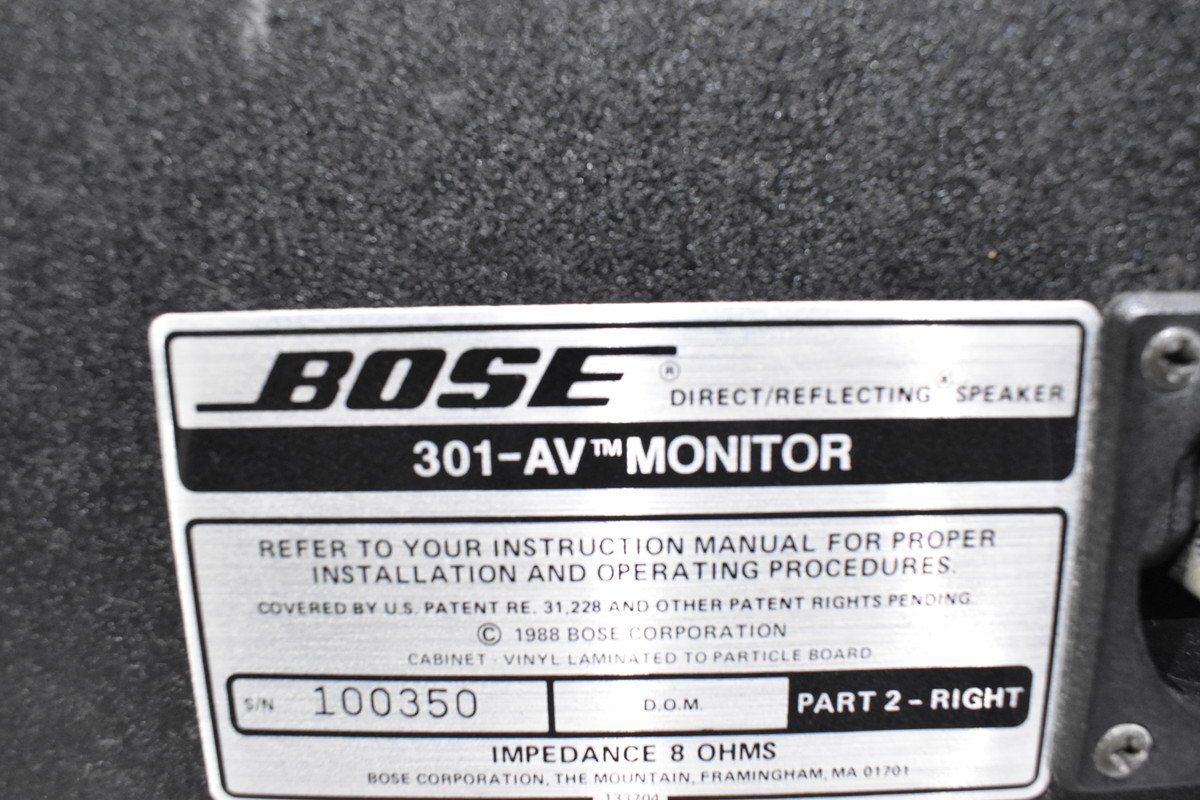 BOSE® DIRECT/REFLECTING® SPEAKER
301-AV™ MONITOR
REFER TO YOUR INSTRUCTION MANUAL FOR PROPER
INSTALLATION AND OPERATING PROCEDURES.
COVERED BY U.S. PATENT RE. 31,228 AND OTHER PATENT RIGHTS PENDING.
© 1988 BOSE CORPORATION
CABINET - VINYL LAMINATED TO PARTICLE BOARD
S/N 100350 D.O.M. PART 2 - RIGHT
IMPEDANCE 8 OHMS
BOSE CORPORATION, THE MOUNTAIN, FRAMINGHAM, MA 01701